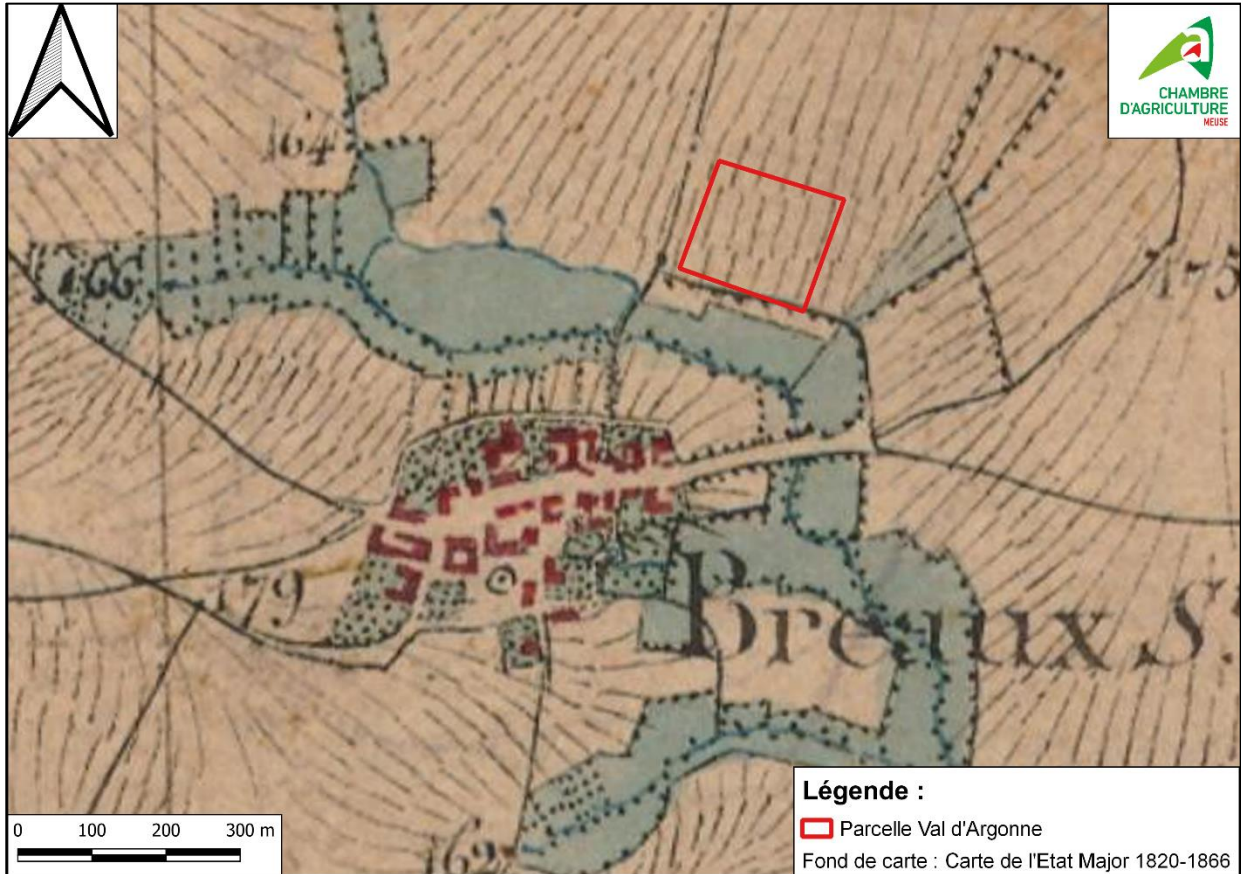 CHAMBRE
D'AGRICULTURE
MEUSE
164
166
173
179
Breux S.
162
0 100 200 300 m
Légende :
Parcelle Val d'Argonne
Fond de carte : Carte de l'Etat Major 1820-1866